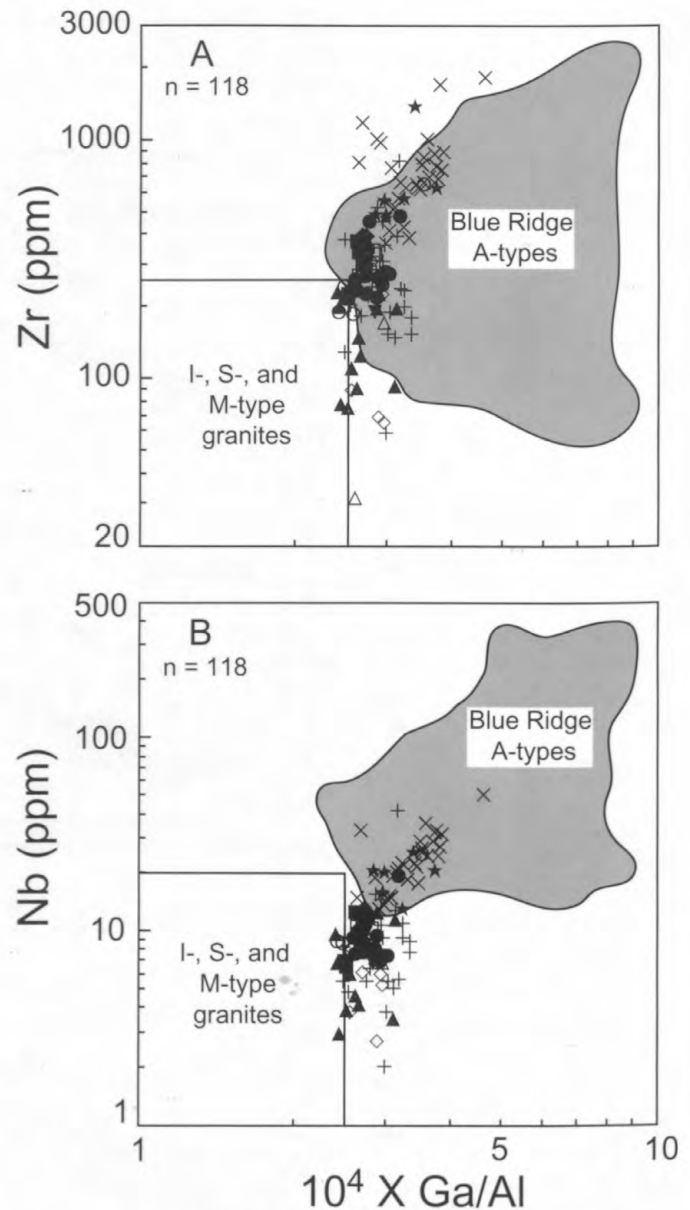 3000
A
n = 118
1000
Blue Ridge
A-types
Zr (ppm)
100
I-, S-, and
M-type
granites
20
500
B
n = 118
Blue Ridge
A-types
100
Nb (ppm)
10
I-, S-, and
M-type
granites
1
1
5
10
10⁴ X Ga/Al